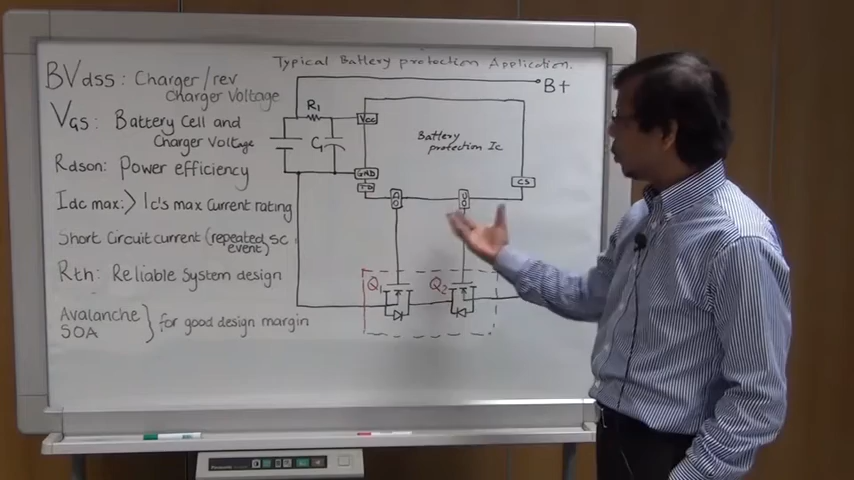 Typical Battery protection Application.
BVdss: Charger/rev
Charger Voltage
VGS: Battery Cell and
Charger Voltage
Rdson: Power efficiency
Idc max: > Ic's max Current rating
Short Circuit current (repeated SC
event)
Rth: Reliable System design
Avalanche
SOA
for good design margin
B+
R1
C1
Vcc
Battery
protection Ic
GND
TD
CS
Q1
Q2
Panasonic